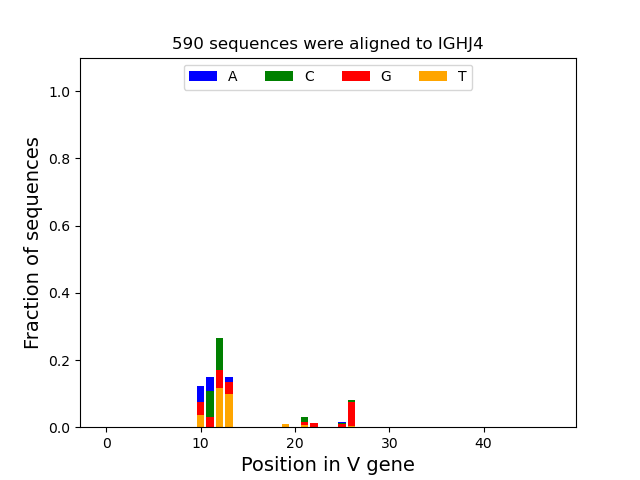 590 sequences were aligned to IGHJ4
A C G T
1.0
0.8
0.6
0.4
0.2
0.0
Fraction of sequences
0 10 20 30 40
Position in V gene